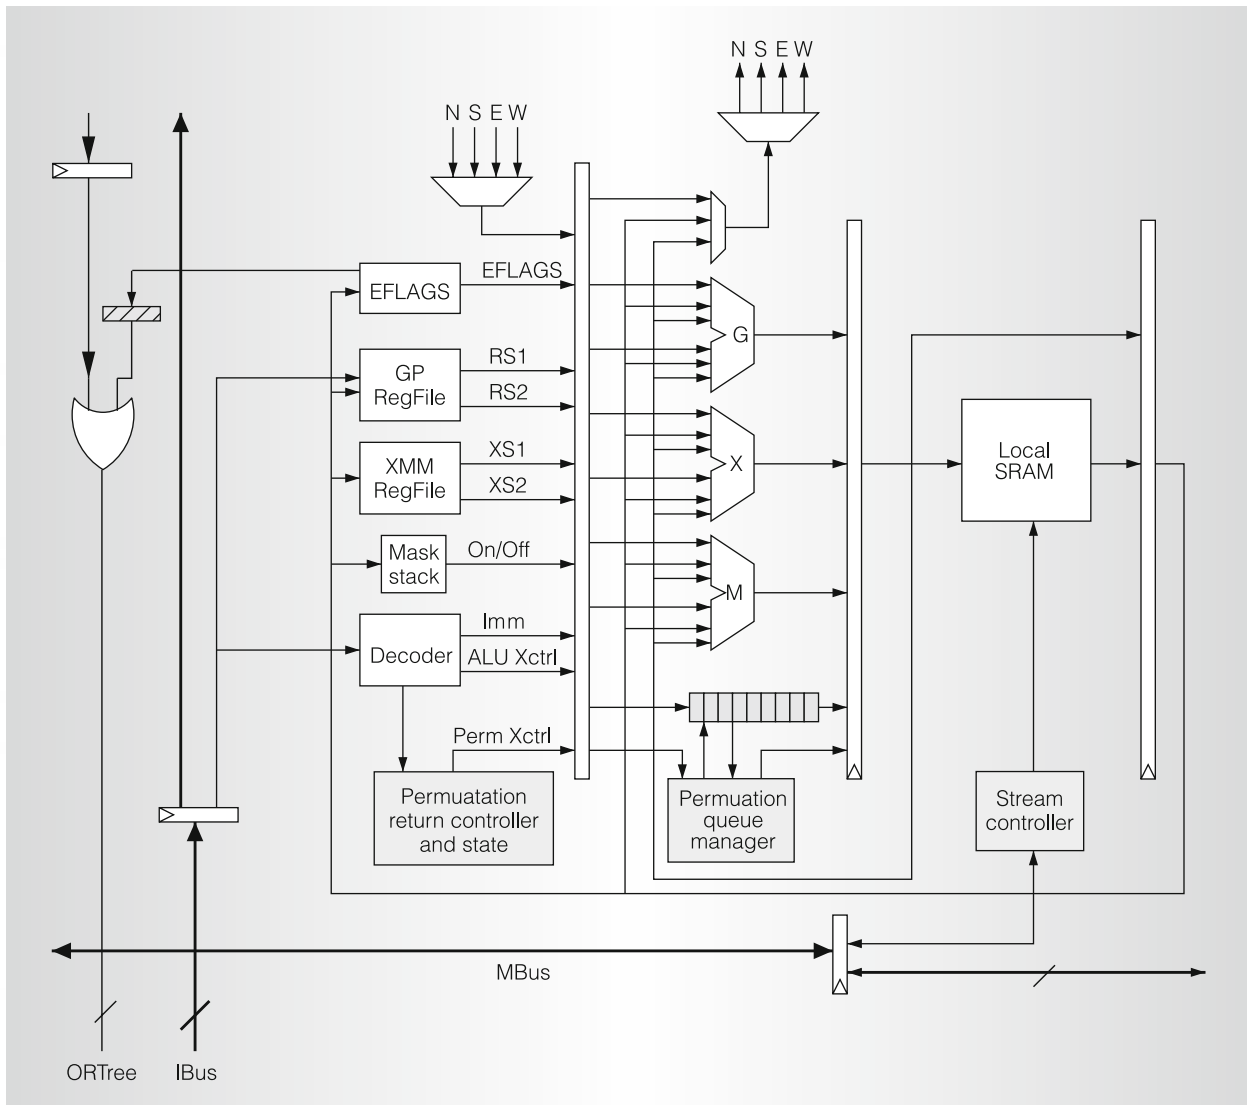 N S E W
N S E W
EFLAGS
EFLAGS
G
GP
RegFile
RS1
RS2
XMM
RegFile
XS1
XS2
X
Local
SRAM
Mask
stack
On/Off
M
Decoder
Imm
ALU Xctrl
Perm Xctrl
Permuatation
return controller
and state
Permuation
queue
manager
Stream
controller
MBus
ORTree
IBus